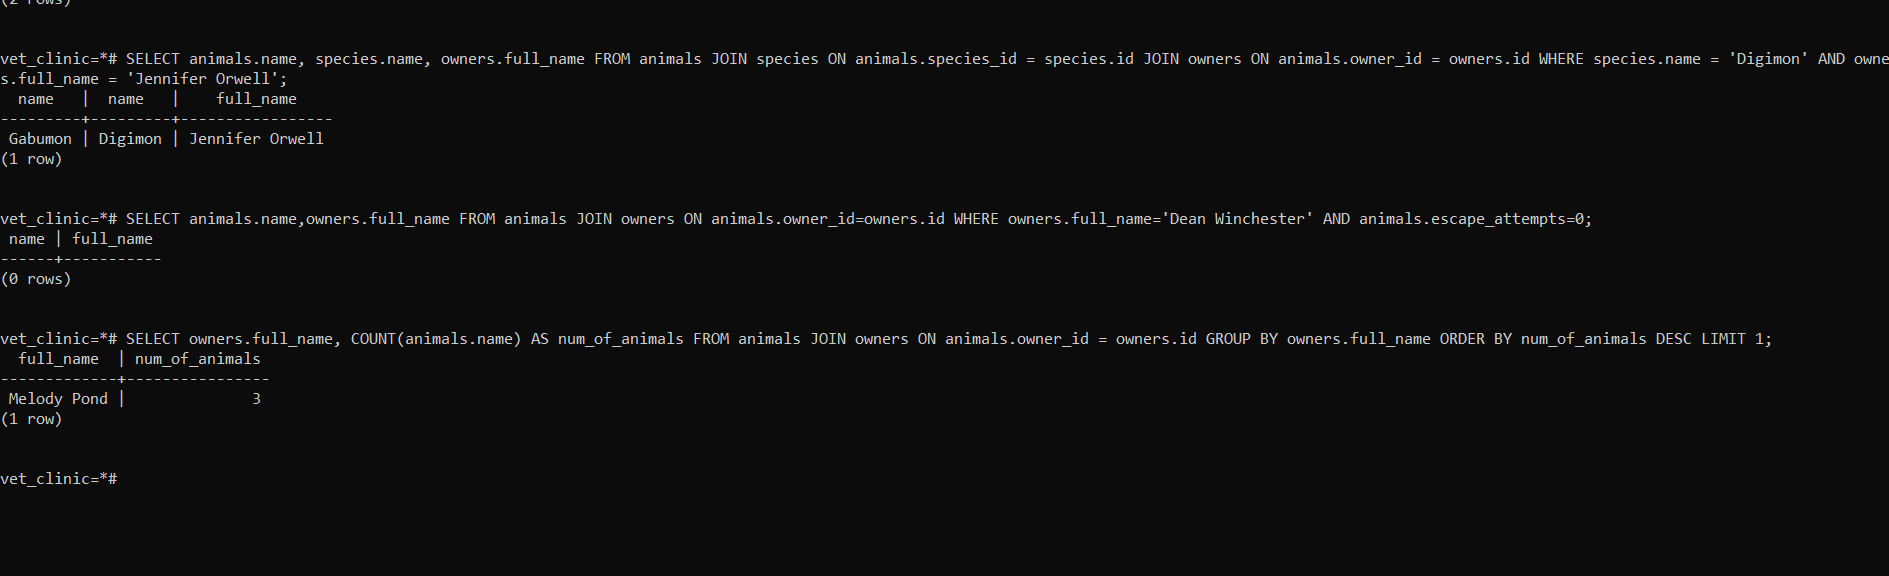 (2 rows)
vet_clinic=*# SELECT animals.name, species.name, owners.full_name FROM animals JOIN species ON animals.species_id = species.id JOIN owners ON animals.owner_id = owners.id WHERE species.name = 'Digimon' AND owne
s.full_name = 'Jennifer Orwell';
  name   |  name   |    full_name
---------+---------+-----------------
 Gabumon | Digimon | Jennifer Orwell
(1 row)
vet_clinic=*# SELECT animals.name,owners.full_name FROM animals JOIN owners ON animals.owner_id=owners.id WHERE owners.full_name='Dean Winchester' AND animals.escape_attempts=0;
 name | full_name
------+-----------
(0 rows)
vet_clinic=*# SELECT owners.full_name, COUNT(animals.name) AS num_of_animals FROM animals JOIN owners ON animals.owner_id = owners.id GROUP BY owners.full_name ORDER BY num_of_animals DESC LIMIT 1;
  full_name  | num_of_animals
-------------+----------------
 Melody Pond |              3
(1 row)
vet_clinic=*#